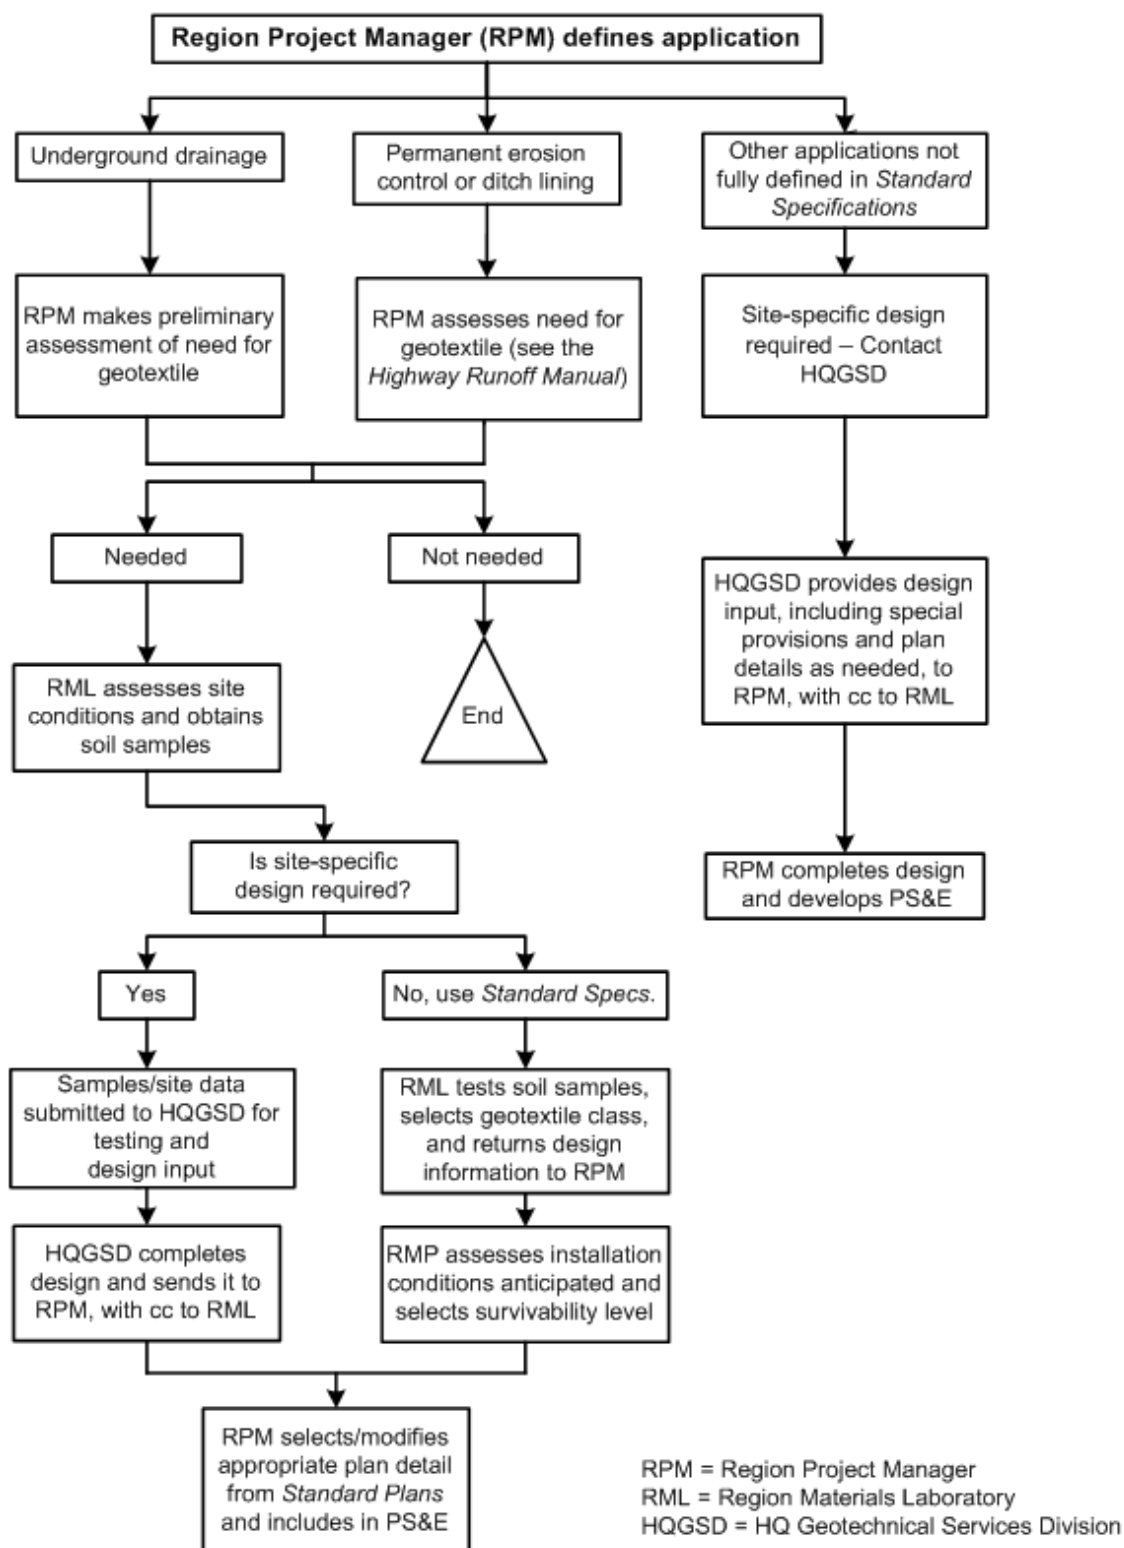 Region Project Manager (RPM) defines application
Underground drainage
Permanent erosion
control or ditch lining
Other applications not
fully defined in Standard
Specifications
RPM makes preliminary
assessment of need for
geotextile
RPM assesses need for
geotextile (see the
Highway Runoff Manual)
Site-specific design
required – Contact
HQGSD
Needed
Not needed
HQGSD provides design
input, including special
provisions and plan
details as needed, to
RPM, with cc to RML
RML assesses site
conditions and obtains
soil samples
End
Is site-specific
design required?
RPM completes design
and develops PS&E
Yes
No, use Standard Specs.
Samples/site data
submitted to HQGSD for
testing and
design input
RML tests soil samples,
selects geotextile class,
and returns design
information to RPM
HQGSD completes
design and sends it to
RPM, with cc to RML
RMP assesses installation
conditions anticipated and
selects survivability level
RPM selects/modifies
appropriate plan detail
from Standard Plans
and includes in PS&E
RPM = Region Project Manager
RML = Region Materials Laboratory
HQGSD = HQ Geotechnical Services Division